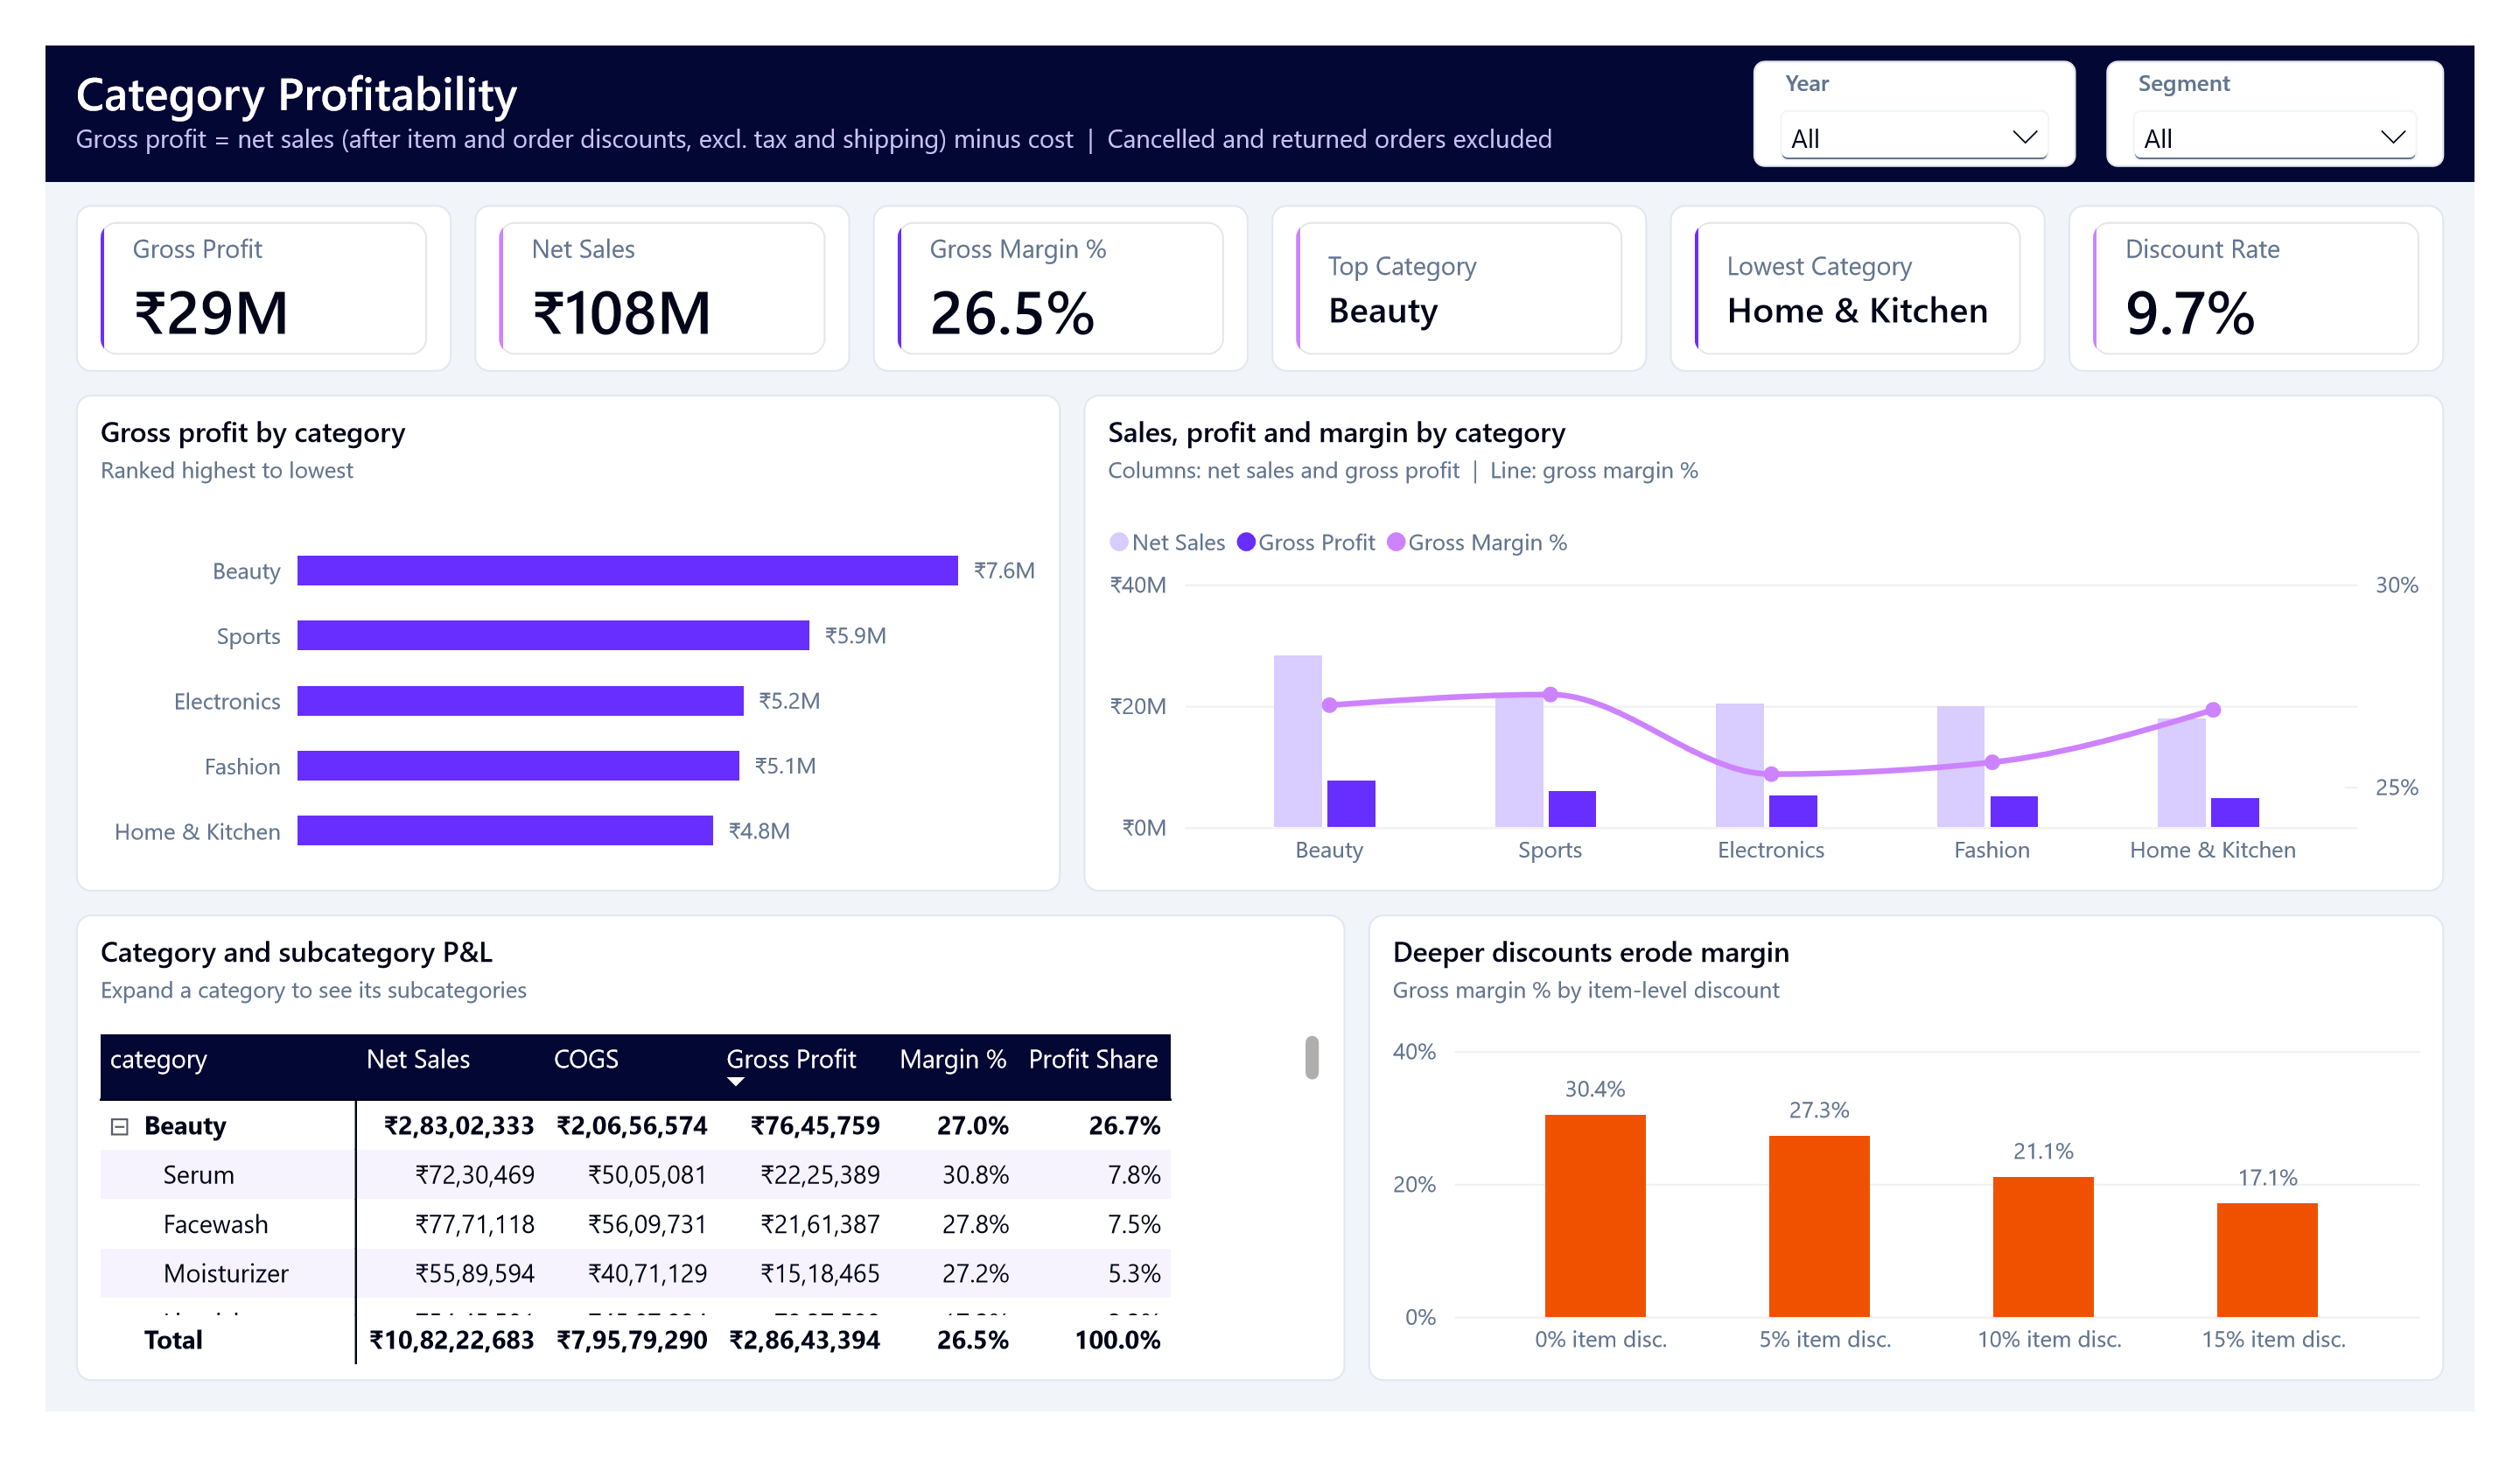 Category Profitability
Gross profit = net sales (after item and order discounts, excl. tax and shipping) minus cost | Cancelled and returned orders excluded
Year
All
Segment
All
Gross Profit
₹29M
Net Sales
₹108M
Gross Margin %
26.5%
Top Category
Beauty
Lowest Category
Home & Kitchen
Discount Rate
9.7%
Gross profit by category
Ranked highest to lowest
Beauty ₹7.6M
Sports ₹5.9M
Electronics ₹5.2M
Fashion ₹5.1M
Home & Kitchen ₹4.8M
Sales, profit and margin by category
Columns: net sales and gross profit | Line: gross margin %
Net Sales Gross Profit Gross Margin %
₹40M 30%
₹20M
25%
₹0M
Beauty Sports Electronics Fashion Home & Kitchen
Category and subcategory P&L
Expand a category to see its subcategories
category Net Sales COGS Gross Profit Margin % Profit Share
Beauty ₹2,83,02,333 ₹2,06,56,574 ₹76,45,759 27.0% 26.7%
Serum ₹72,30,469 ₹50,05,081 ₹22,25,389 30.8% 7.8%
Facewash ₹77,71,118 ₹56,09,731 ₹21,61,387 27.8% 7.5%
Moisturizer ₹55,89,594 ₹40,71,129 ₹15,18,465 27.2% 5.3%
Total ₹10,82,22,683 ₹7,95,79,290 ₹2,86,43,394 26.5% 100.0%
Deeper discounts erode margin
Gross margin % by item-level discount
40%
30.4% 27.3% 21.1% 17.1%
20%
0%
0% item disc. 5% item disc. 10% item disc. 15% item disc.